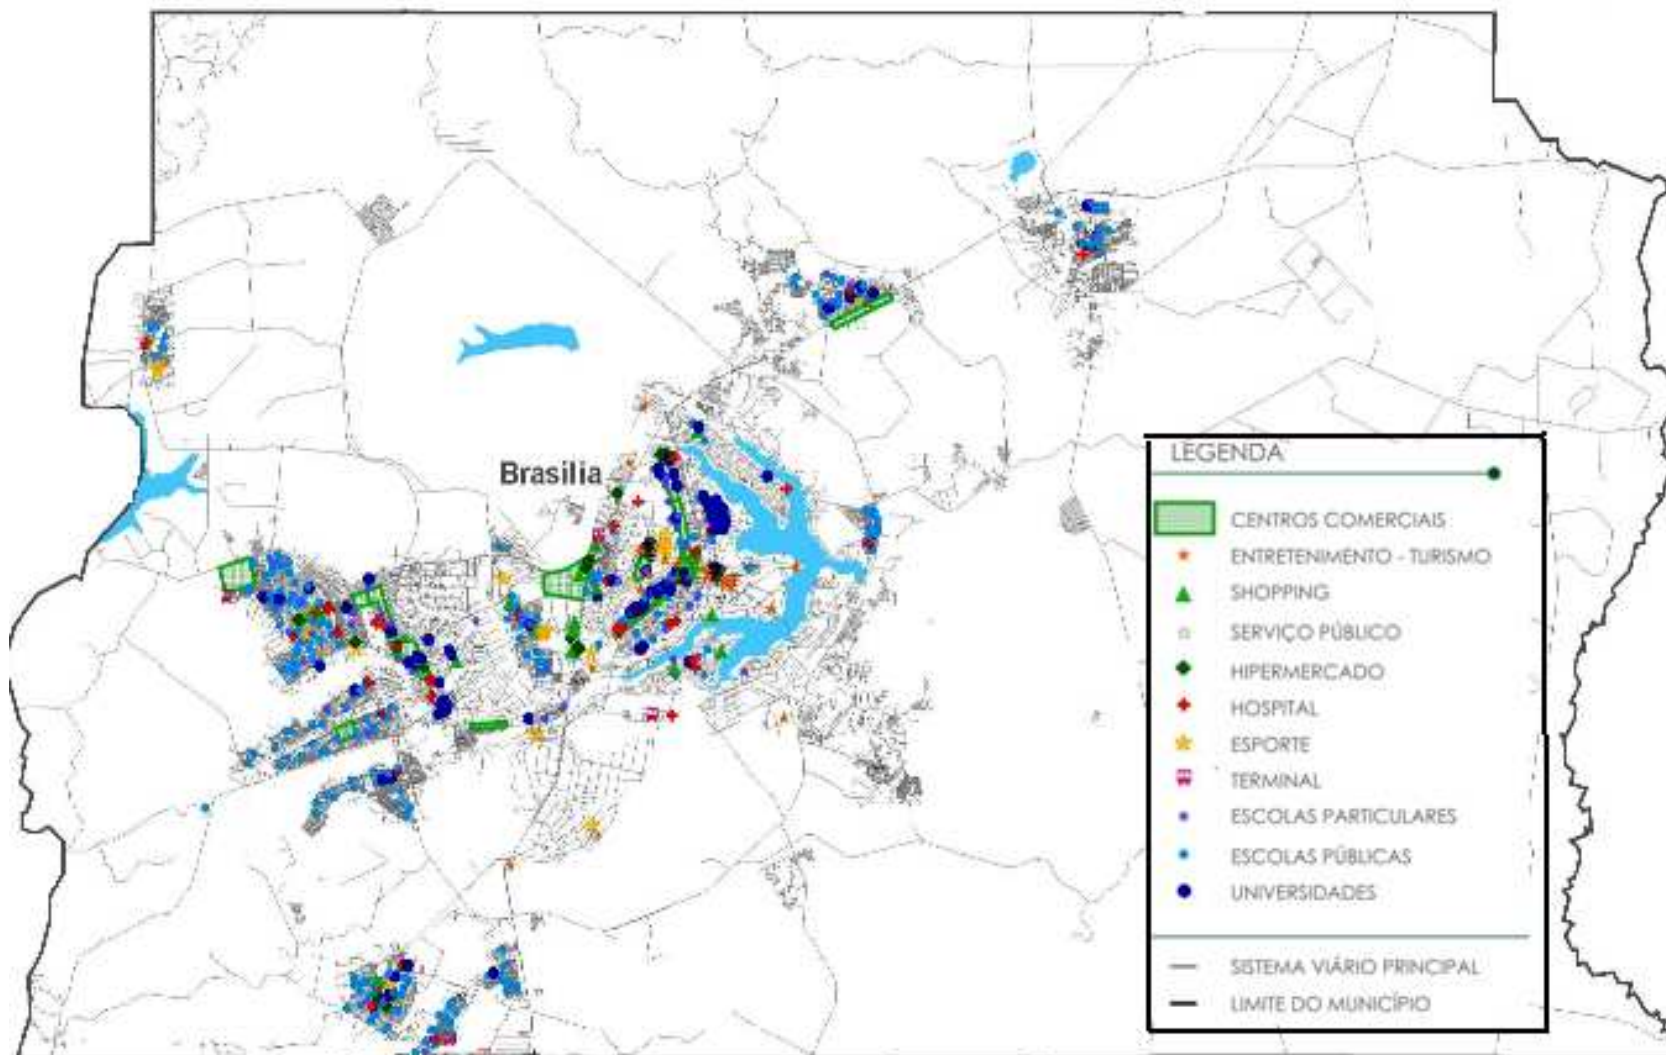 Brasilia
LEGENDA
CENTROS COMERCIAIS
ENTRETENIMENTO - TURISMO
SHOPPING
SERVIÇO PÚBLICO
HIPERMERCADO
HOSPITAL
ESPORTE
TERMINAL
ESCOLAS PARTICULARES
ESCOLAS PÚBLICAS
UNIVERSIDADES
SISTEMA VIÁRIO PRINCIPAL
LIMITE DO MUNICÍPIO